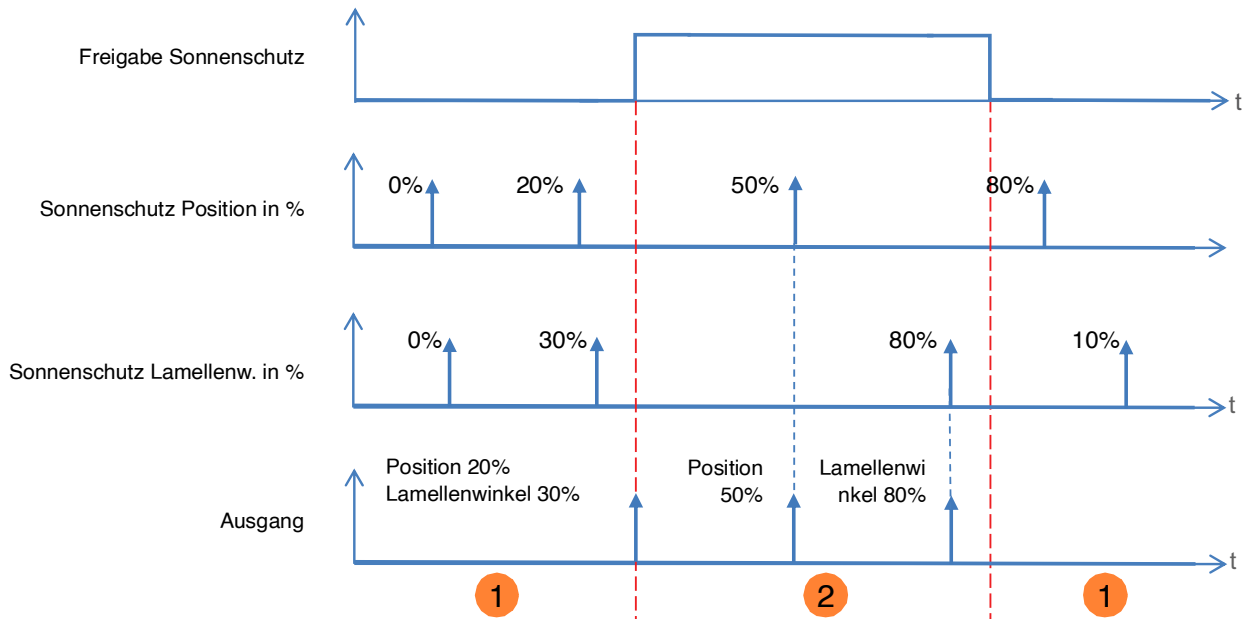 Freigabe Sonnenschutz
t
0%
20%
50%
80%
Sonnenschutz Position in %
0%
30%
80%
10%
Sonnenschutz Lamellenw. in %
t
Position 20%
Lamellenwinkel 30%
Position
50%
Lamellenwi
nkel 80%
Ausgang
t
1
2
1